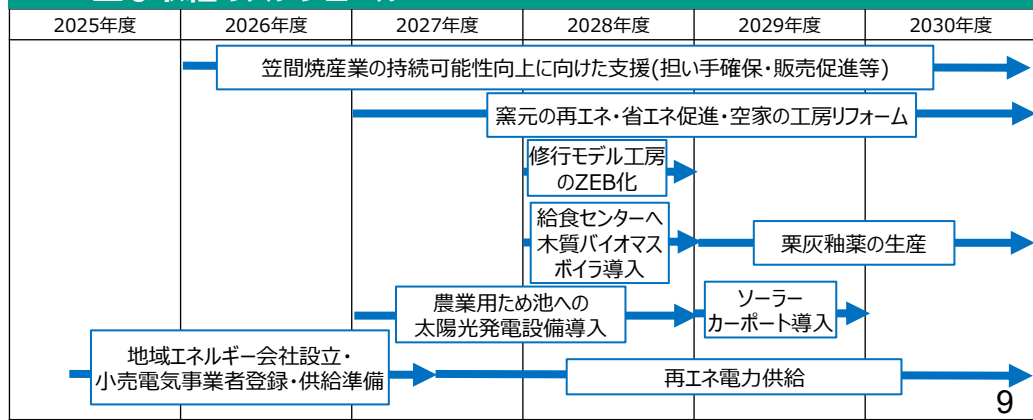 2025年度 2026年度 2027年度 2028年度 2029年度 2030年度
笠間焼産業の持続可能性向上に向けた支援(担い手確保・販売促進等)
窯元の再エネ・省エネ促進・空家の工房リフォーム
修行モデル工房
のZEB化
給食センターへ
木質バイオマス
ボイラ導入
栗灰釉薬の生産
農業用ため池への
太陽光発電設備導入
ソーラー
カーポート導入
地域エネルギー会社設立・
小売電気事業者登録・供給準備
再エネ電力供給
9